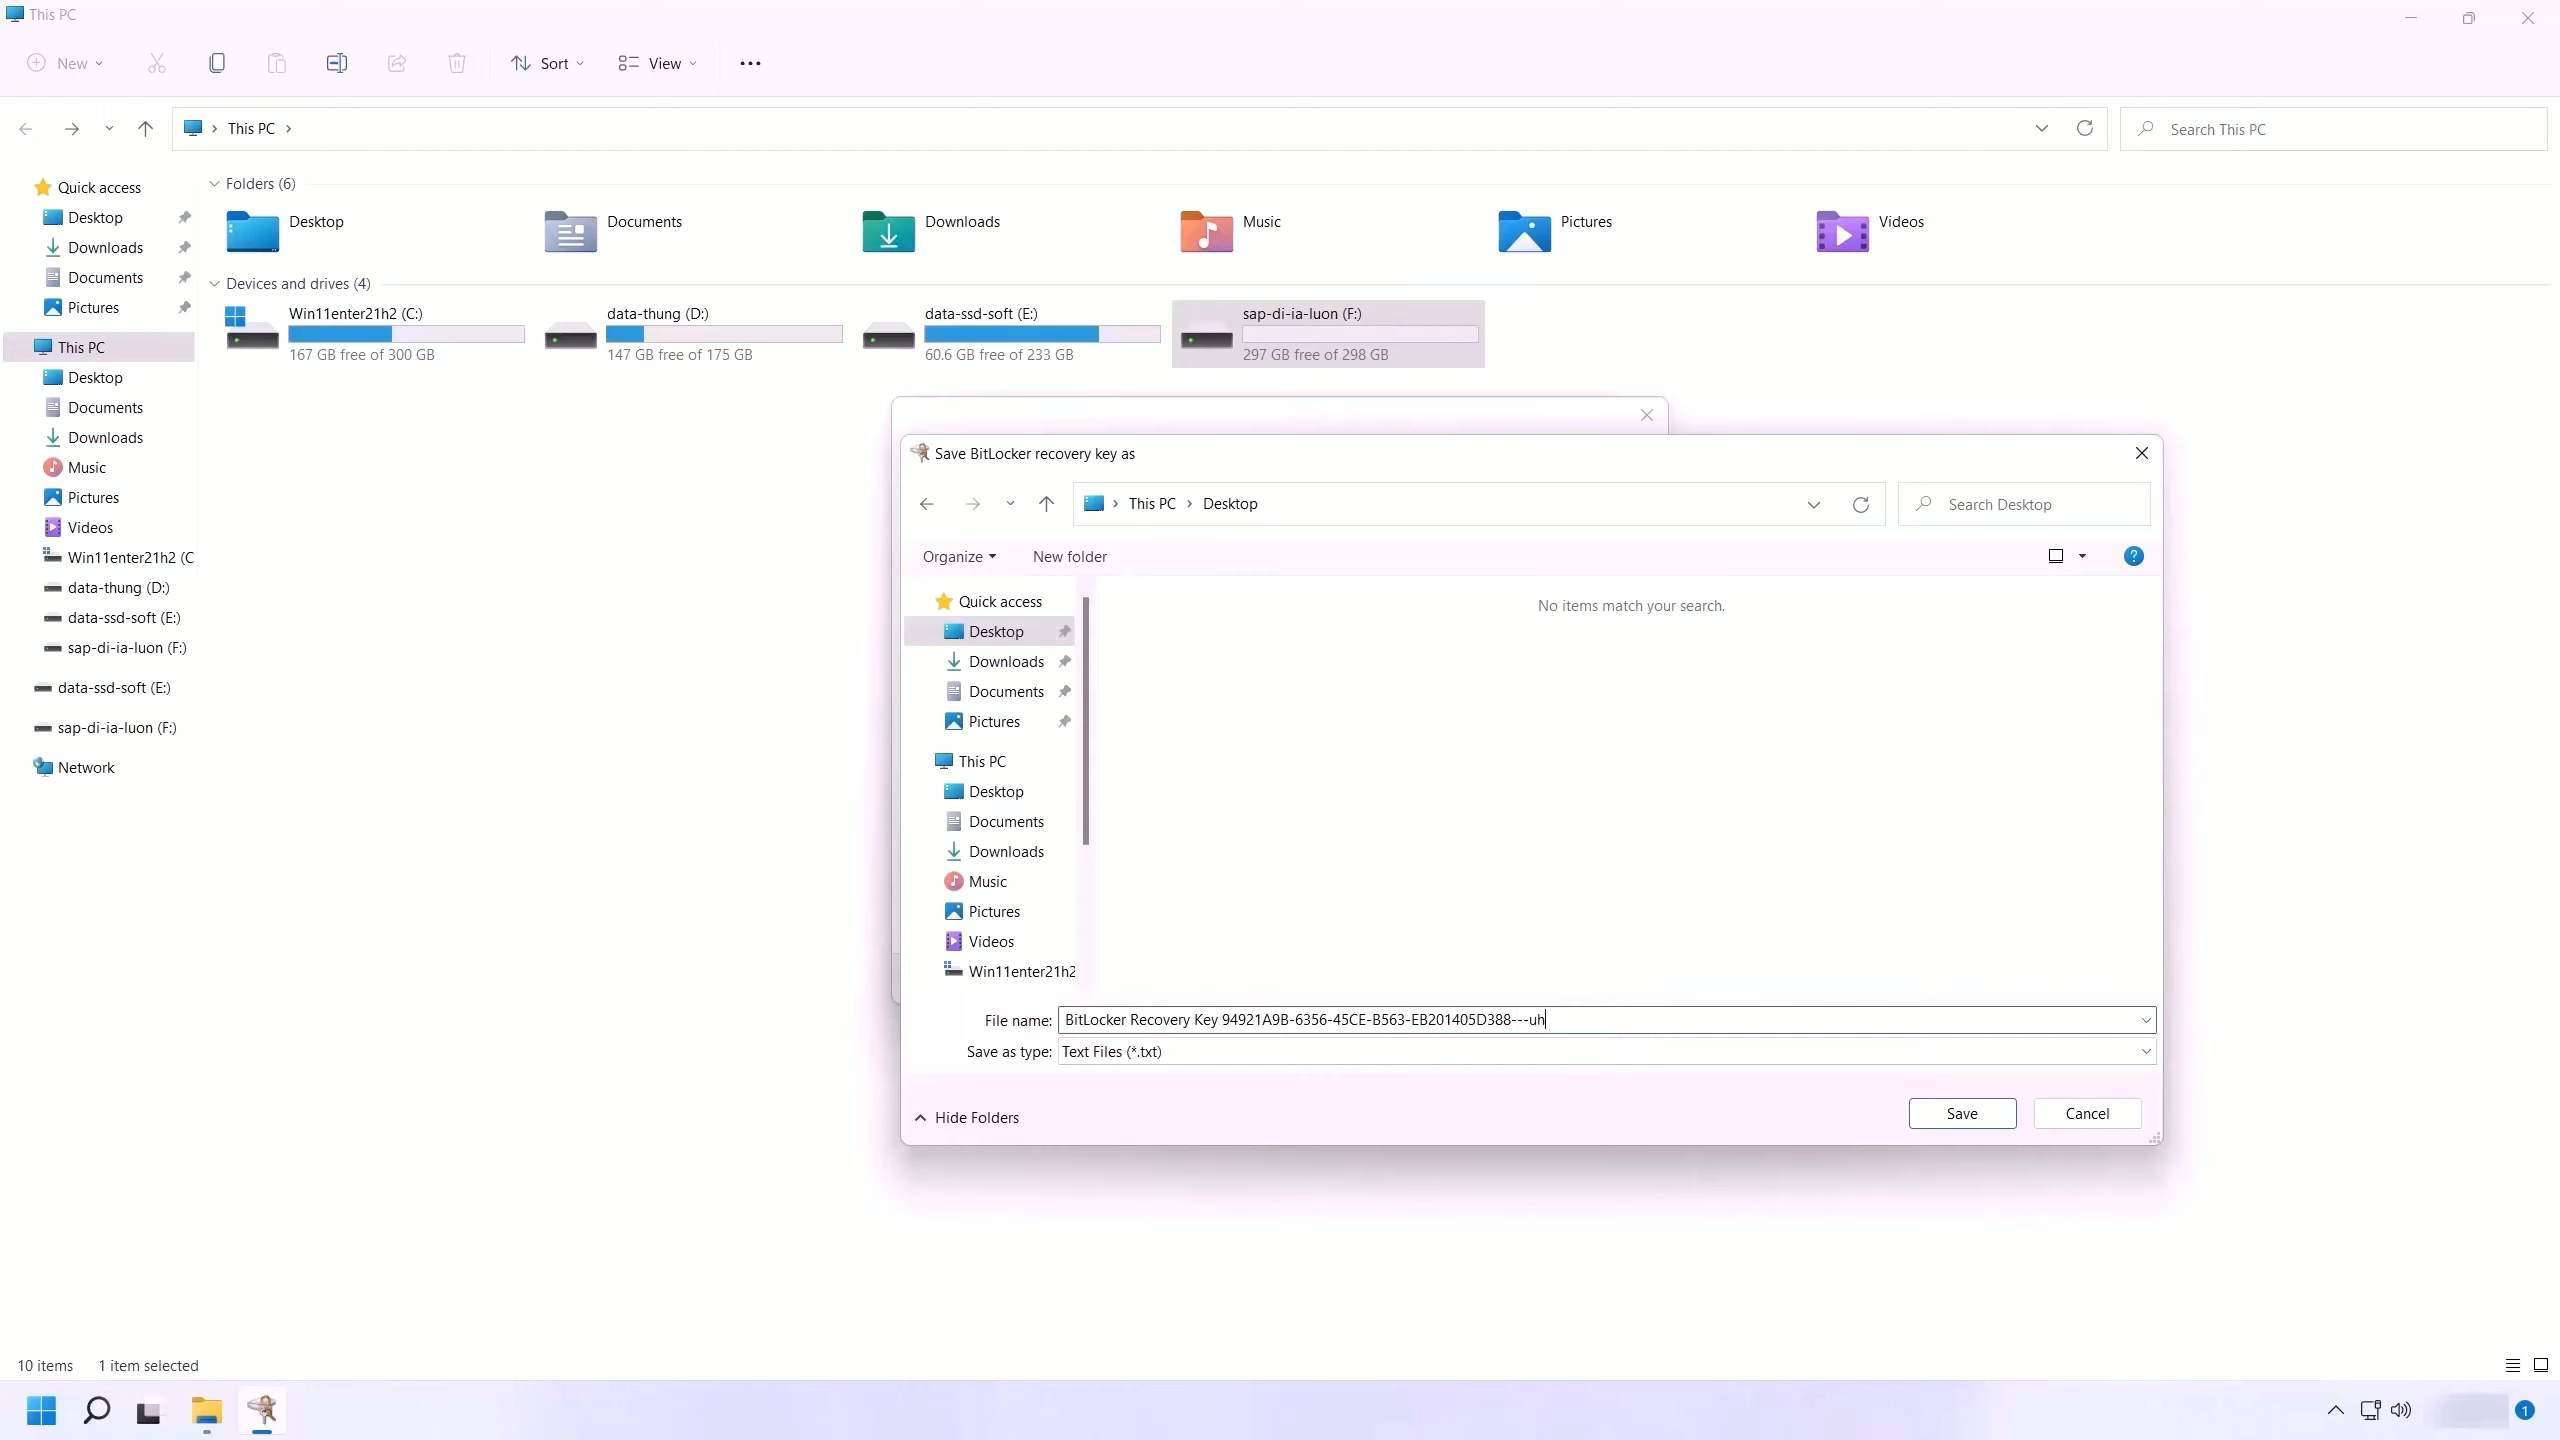 This PC
New
Sort
View
This PC
Search This PC
Quick access
Desktop
Downloads
Documents
Pictures
This PC
Desktop
Documents
Downloads
Music
Pictures
Videos
Win11enter21h2 (C
data-thung (D:)
data-ssd-soft (E:)
sap-di-ia-luon (F:)
data-ssd-soft (E:)
sap-di-ia-luon (F:)
Network
Folders (6)
Desktop
Documents
Downloads
Music
Pictures
Videos
Devices and drives (4)
Win11enter21h2 (C:)
167 GB free of 300 GB
data-thung (D:)
147 GB free of 175 GB
data-ssd-soft (E:)
60.6 GB free of 233 GB
sap-di-ia-luon (F:)
297 GB free of 298 GB
Save BitLocker recovery key as
This PC
Desktop
Search Desktop
Organize
New folder
?
Quick access
Desktop
Downloads
Documents
Pictures
This PC
Desktop
Documents
Downloads
Music
Pictures
Videos
Win11enter21h2
No items match your search.
File name: BitLocker Recovery Key 94921A9B-6356-45CE-B563-EB201405D388---uh
Save as type: Text Files (*.txt)
Hide Folders
Save
Cancel
10 items
1 item selected
1